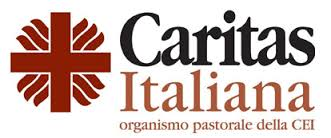 Caritas
Italiana
organismo pastorale della CEI